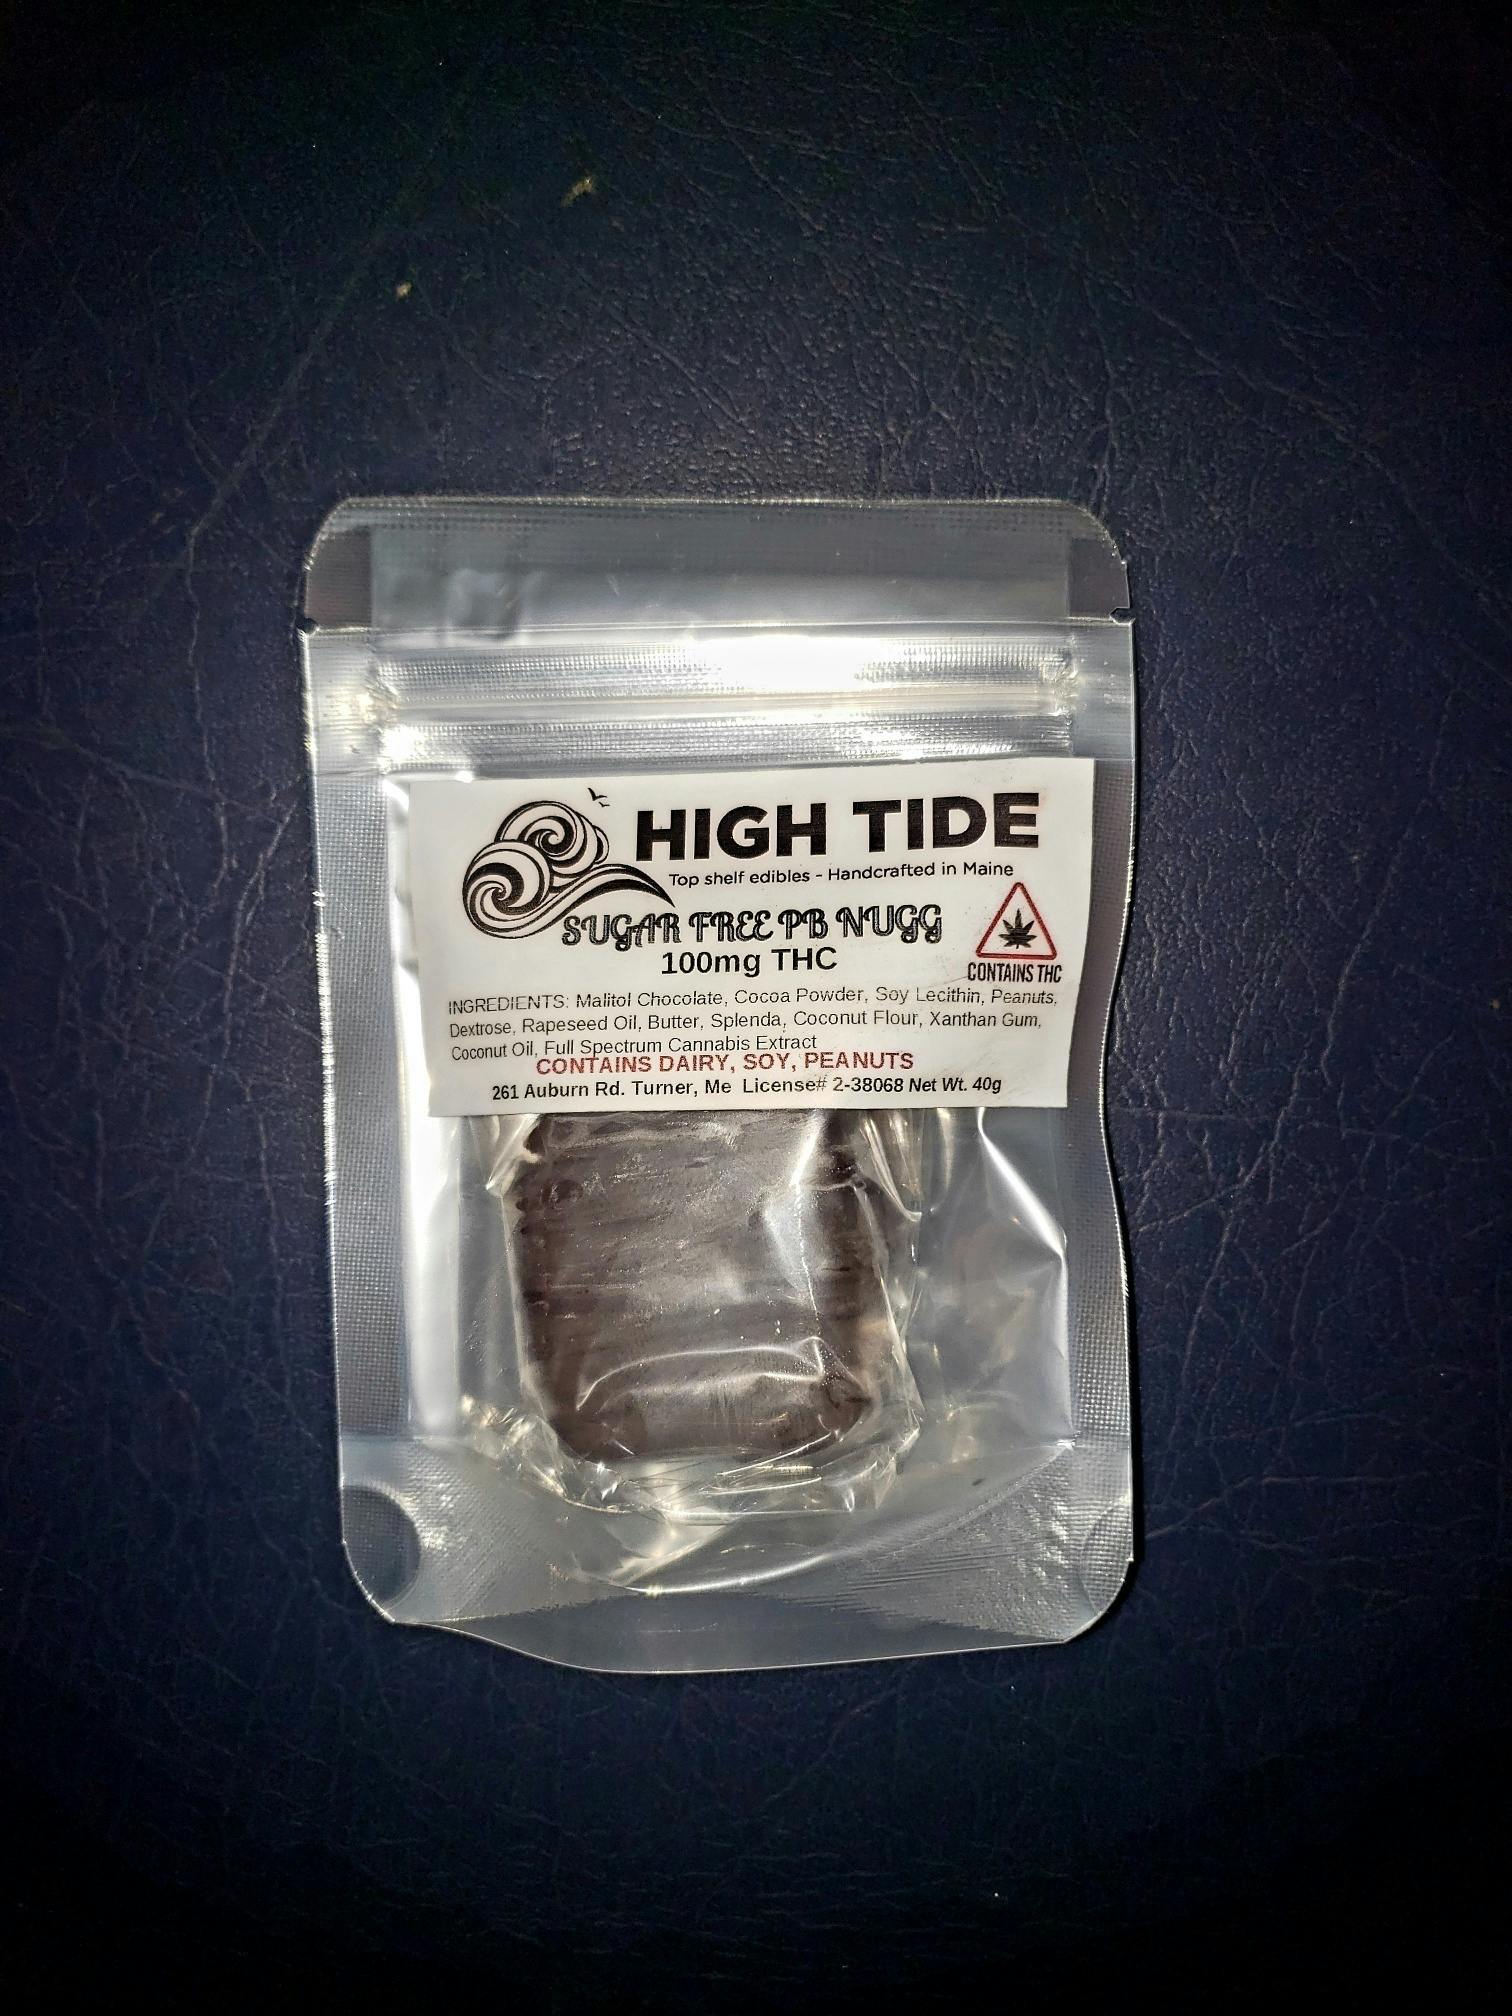 HIGH TIDE
Top shelf edibles - Handcrafted in Maine
SUGAR FREE PB NUGG
100mg THC
CONTAINS THC
INGREDIENTS: Malitol Chocolate, Cocoa Powder, Soy Lecithin, Peanuts,
Dextrose, Rapeseed Oil, Butter, Splenda, Coconut Flour, Xanthan Gum,
Coconut Oil, Full Spectrum Cannabis Extract
CONTAINS DAIRY, SOY, PEANUTS
261 Auburn Rd. Turner, Me License# 2-38068 Net Wt. 40g